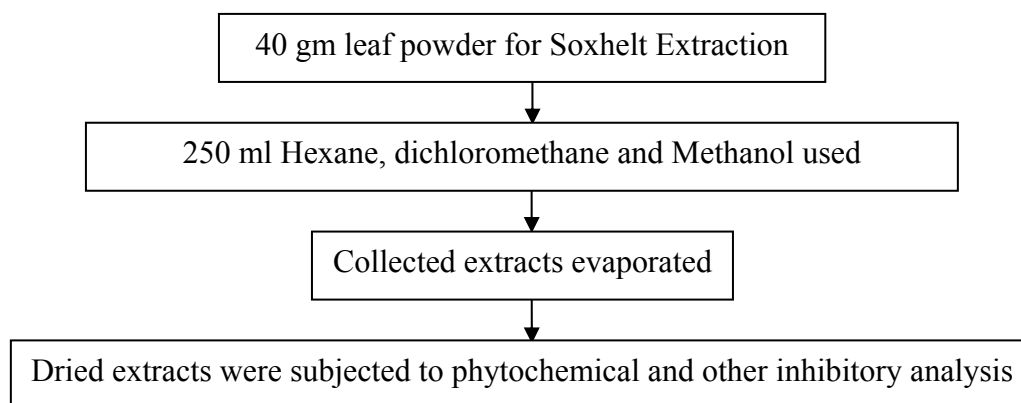 40 gm leaf powder for Soxhelt Extraction
250 ml Hexane, dichloromethane and Methanol used
Collected extracts evaporated
Dried extracts were subjected to phytochemical and other inhibitory analysis